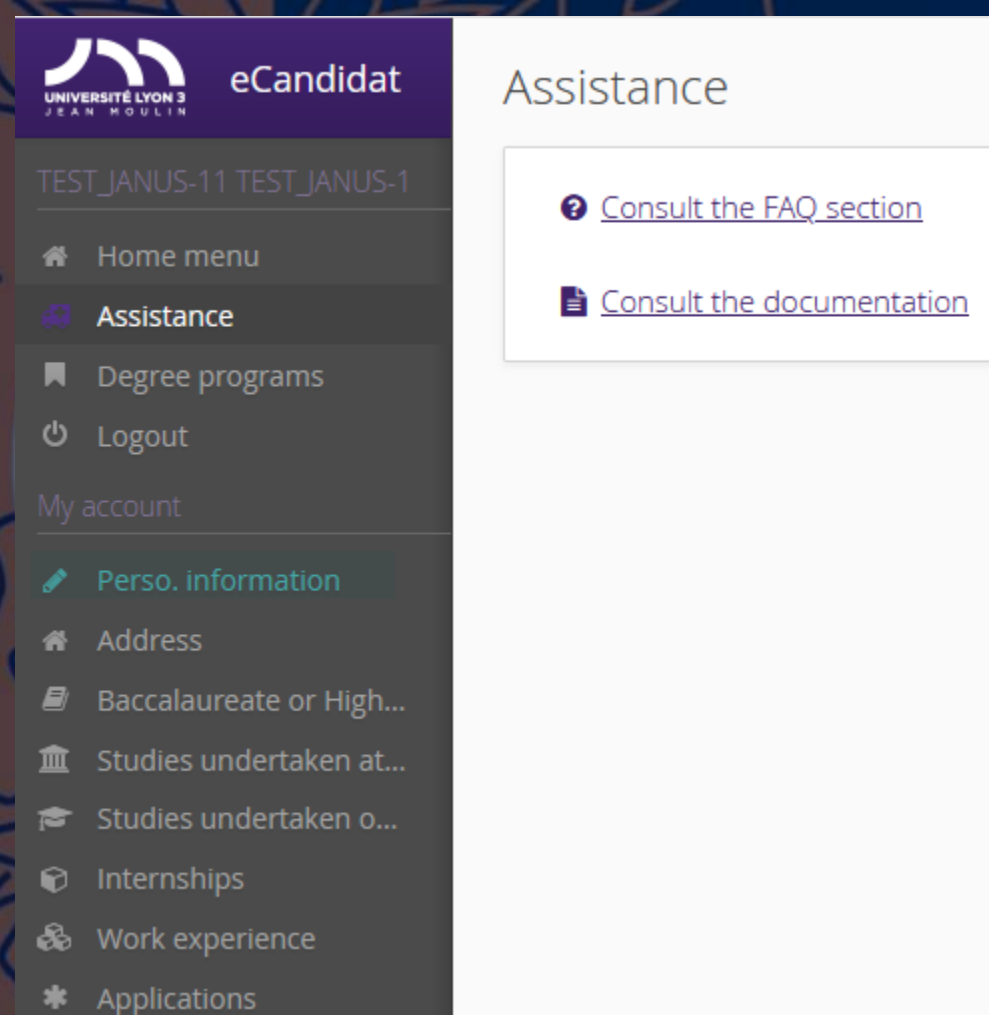 UNIVERSITÉ LYON 3
JEAN MOULIN
eCandidat
TEST_JANUS-11 TEST_JANUS-1
Home menu
Assistance
Degree programs
Logout
My account
Perso. information
Address
Baccalaureate or High...
Studies undertaken at...
Studies undertaken o...
Internships
Work experience
Applications
Assistance
Consult the FAQ section
Consult the documentation